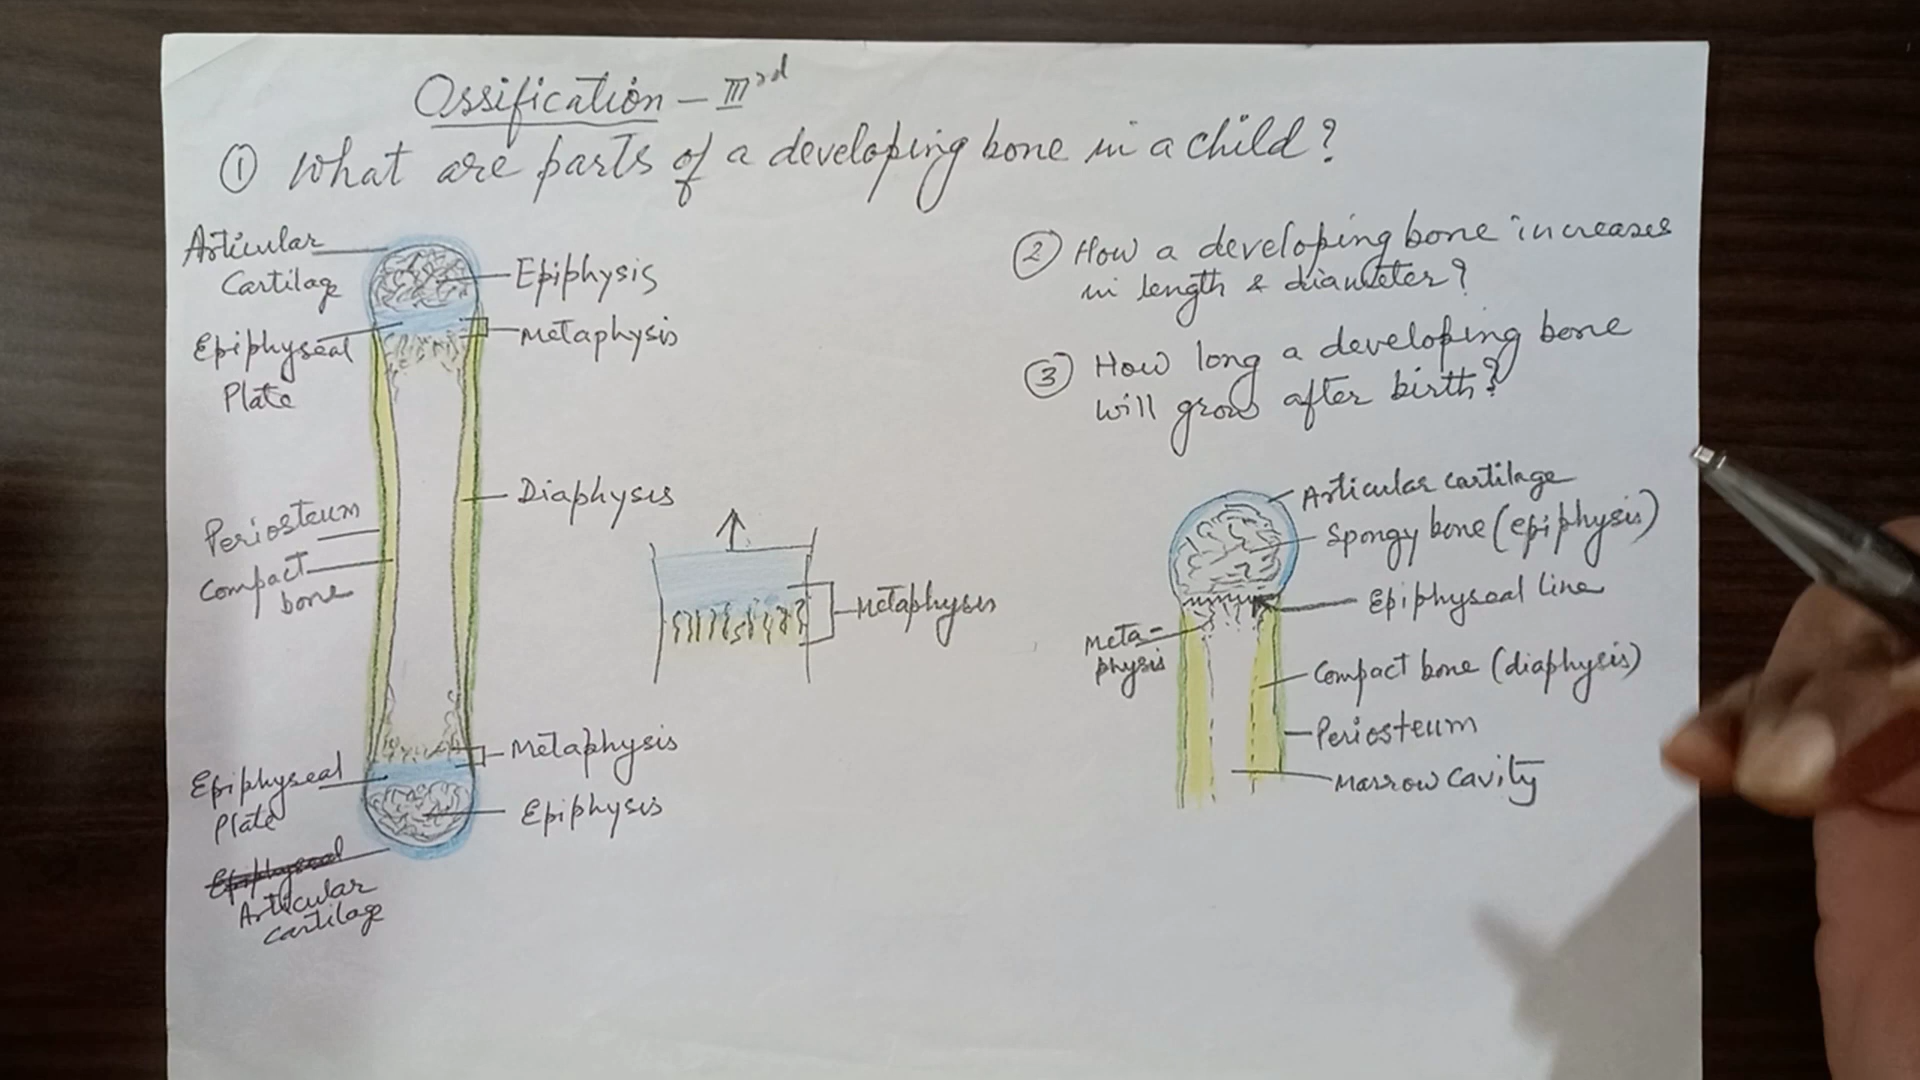 Ossification - IIIrd
① What are parts of a developing bone in a child?
Articular
Cartilage
Epiphysis
Epiphyseal
Plate
Metaphysis
Periosteum
Compact
bone
Diaphysis
Epiphyseal
Plate
Metaphysis
Epiphysis
Articular
cartilage
Metaphysis
② How a developing bone increases
in length & diameter?
③ How long a developing bone
will grow after birth?
Articular cartilage
Spongy bone (epiphysis)
Epiphyseal line
Meta-
physis
Compact bone (diaphysis)
Periosteum
Marrow cavity